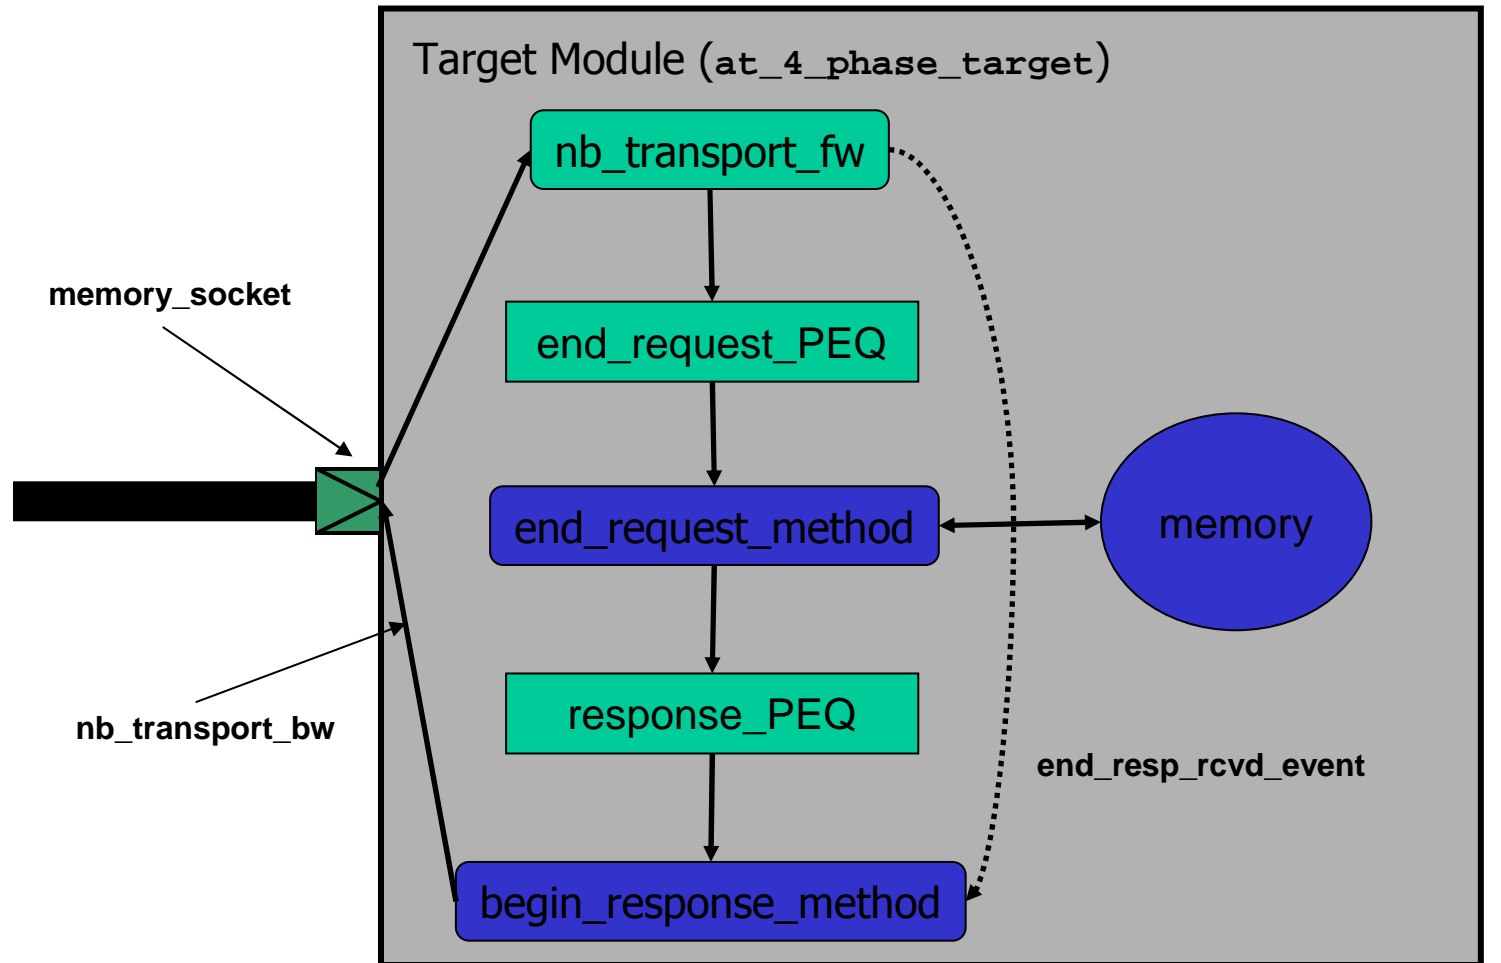 Target Module (at_4_phase_target)
nb_transport_fw
memory_socket
end_request_PEQ
end_request_method
memory
response_PEQ
nb_transport_bw
end_resp_rcvd_event
begin_response_method